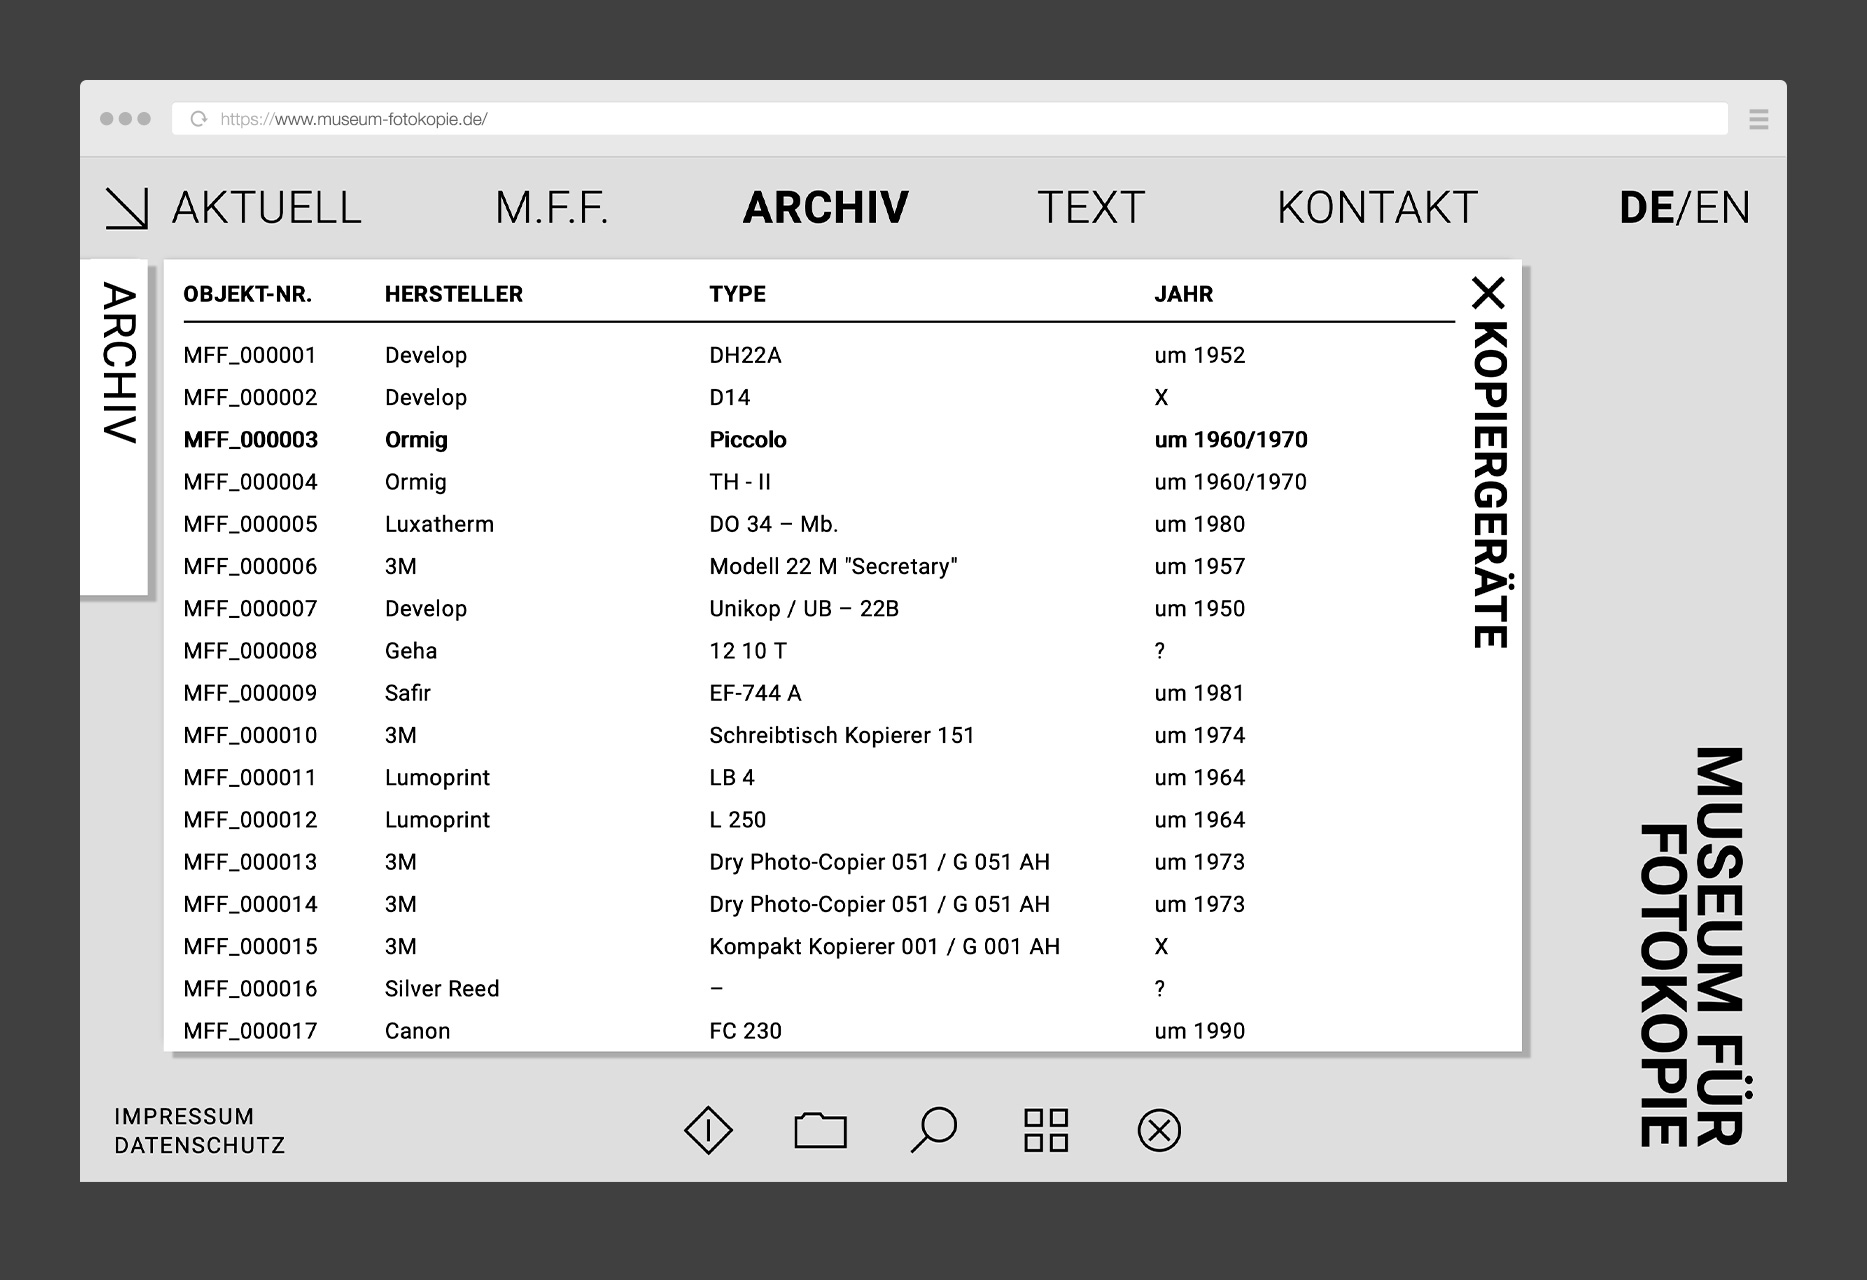 https://www.museum-fotokopie.de/
AKTUELL M.F.F. ARCHIV TEXT KONTAKT DE/EN
ARCHIV
OBJEKT-NR. HERSTELLER TYPE JAHR
MFF_000001 Develop DH22A um 1952
MFF_000002 Develop D14 X
MFF_000003 Ormig Piccolo um 1960/1970
MFF_000004 Ormig TH - II um 1960/1970
MFF_000005 Luxatherm DO 34 – Mb. um 1980
MFF_000006 3M Modell 22 M "Secretary" um 1957
MFF_000007 Develop Unikop / UB – 22B um 1950
MFF_000008 Geha 12 10 T ?
MFF_000009 Safir EF-744 A um 1981
MFF_000010 3M Schreibtisch Kopierer 151 um 1974
MFF_000011 Lumoprint LB 4 um 1964
MFF_000012 Lumoprint L 250 um 1964
MFF_000013 3M Dry Photo-Copier 051 / G 051 AH um 1973
MFF_000014 3M Dry Photo-Copier 051 / G 051 AH um 1973
MFF_000015 3M Kompakt Kopierer 001 / G 001 AH X
MFF_000016 Silver Reed – ?
MFF_000017 Canon FC 230 um 1990
KOPIERGERÄTE
MUSEUM FÜR
FOTOKOPIE
IMPRESSUM
DATENSCHUTZ